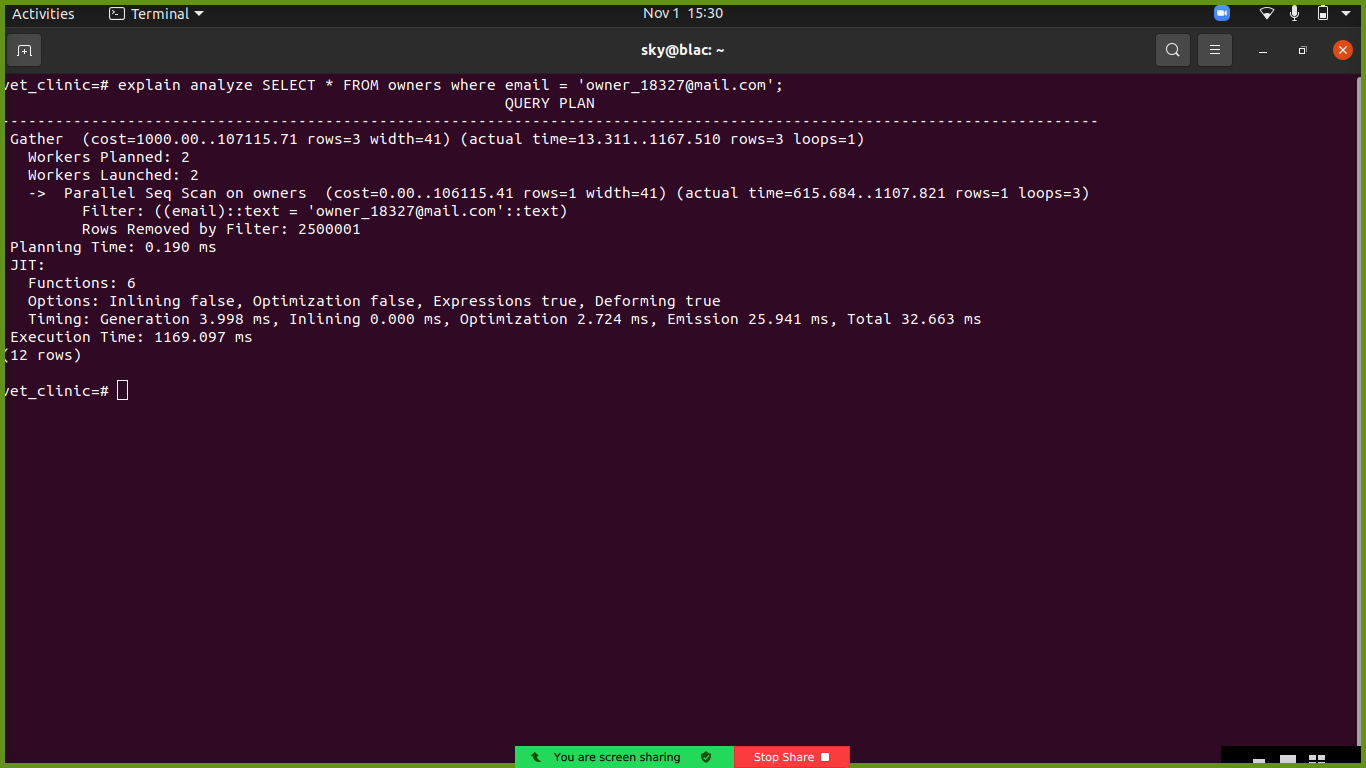 Activities Terminal Nov 1 15:30
sky@blac: ~
vet_clinic=# explain analyze SELECT * FROM owners where email = 'owner_18327@mail.com';
QUERY PLAN
--------------------------------------------------------------------------------------------------------------------------
Gather  (cost=1000.00..107115.71 rows=3 width=41) (actual time=13.311..1167.510 rows=3 loops=1)
  Workers Planned: 2
  Workers Launched: 2
  ->  Parallel Seq Scan on owners  (cost=0.00..106115.41 rows=1 width=41) (actual time=615.684..1107.821 rows=1 loops=3)
        Filter: ((email)::text = 'owner_18327@mail.com'::text)
        Rows Removed by Filter: 2500001
Planning Time: 0.190 ms
JIT:
  Functions: 6
  Options: Inlining false, Optimization false, Expressions true, Deforming true
  Timing: Generation 3.998 ms, Inlining 0.000 ms, Optimization 2.724 ms, Emission 25.941 ms, Total 32.663 ms
Execution Time: 1169.097 ms
(12 rows)
vet_clinic=#
You are screen sharing Stop Share